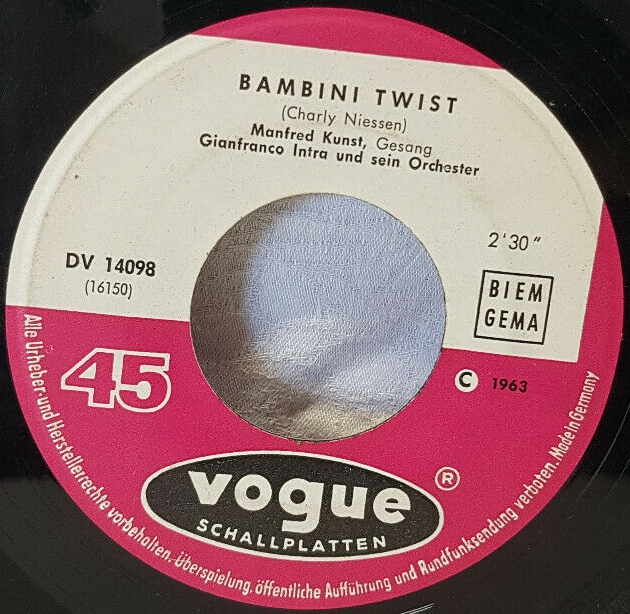 BAMBINI TWIST
(Charly Niessen)
Manfred Kunst, Gesang
Gianfranco Intra und sein Orchester
2'30"
DV 14098
(16150)
BIEM
GEMA
45
C 1963
vogue ®
SCHALLPLATTEN
Alle Urheber- und Herstellerrechte vorbehalten. Überspielung, öffentliche Aufführung und Rundfunksendung verboten. Made in Germany